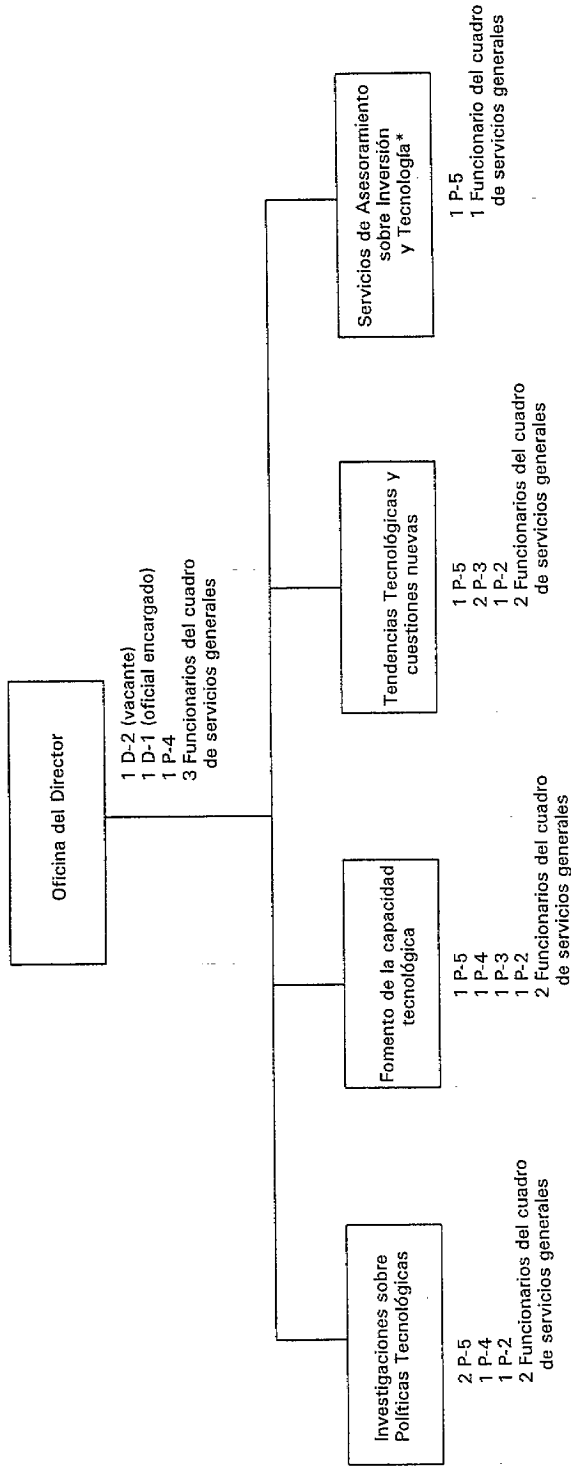 Oficina del Director
1 D-2 (vacante)
1 D-1 (oficial encargado)
1 P-4
3 Funcionarios del cuadro
de servicios generales
Investigaciones sobre
Políticas Tecnológicas
2 P-5
1 P-4
1 P-2
2 Funcionarios del cuadro
de servicios generales
Fomento de la capacidad
tecnológica
1 P-5
1 P-4
1 P-3
1 P-2
2 Funcionarios del cuadro
de servicios generales
Tendencias Tecnológicas y
cuestiones nuevas
1 P-5
2 P-3
1 P-2
2 Funcionarios del cuadro
de servicios generales
Servicios de Asesoramiento
sobre Inversión
y Tecnología*
1 P-5
1 Funcionario del cuadro
de servicios generales